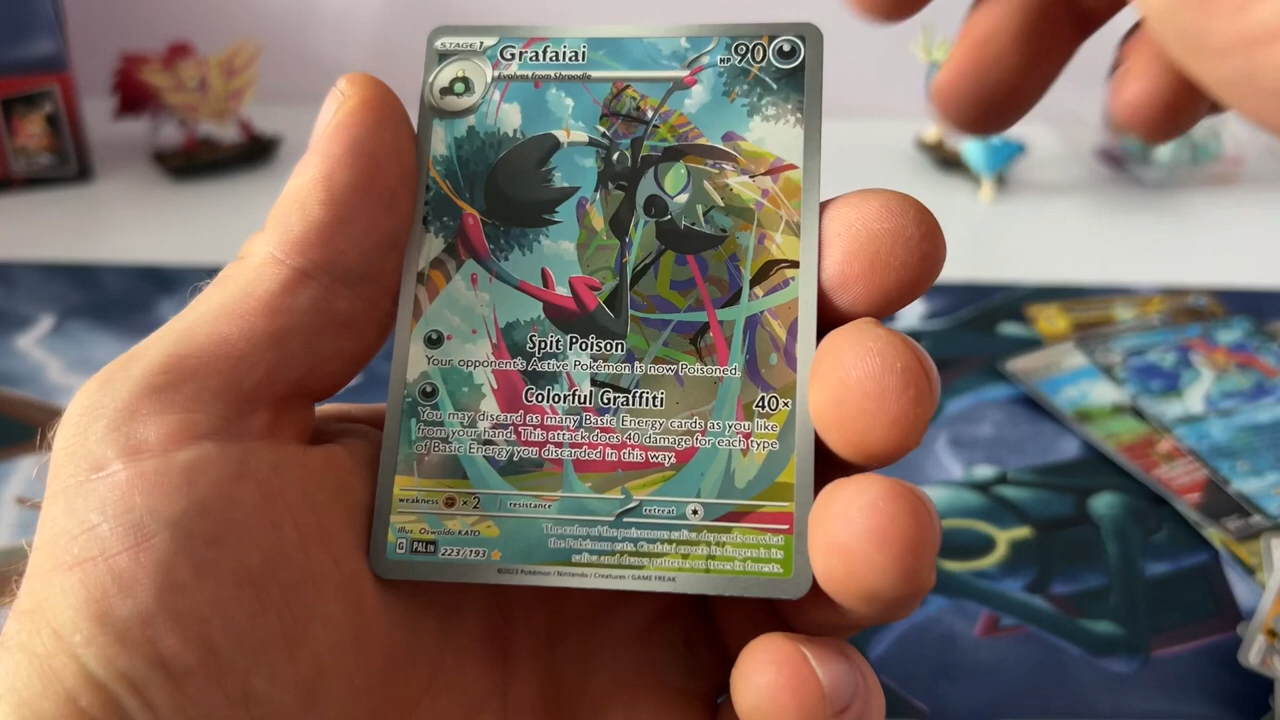 STAGE 1 Grafaiai HP 90
Evolves from Shroodle
Spit Poison
Your opponent's Active Pokémon is now Poisoned.
Colorful Graffiti 40×
You may discard as many Basic Energy cards as you like
from your hand. This attack does 40 damage for each type
of Basic Energy you discarded in this way.
weakness ×2 resistance retreat
Illus. Oswaldo KATO
G PAL EN 223/193
The color of the poisonous saliva depends on what
the Pokémon eats. Grafaiai covers its fingers in its
saliva and draws patterns on trees in forests.
©2023 Pokémon / Nintendo / Creatures / GAME FREAK